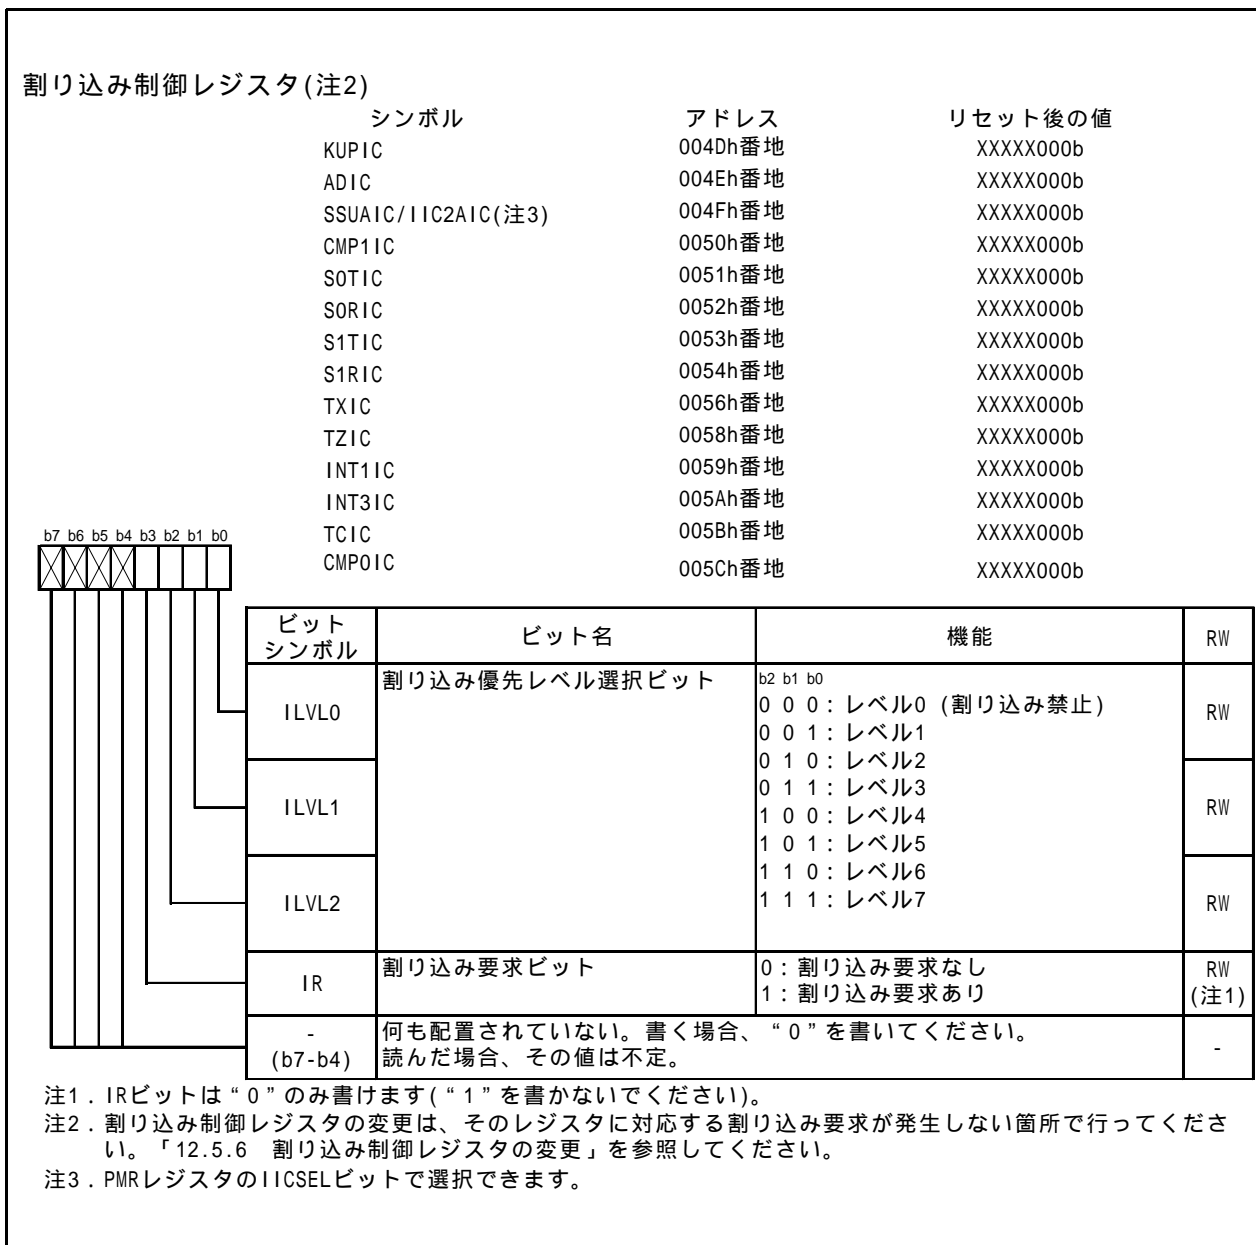 割り込み制御レジスタ(注2)
シンボル アドレス リセット後の値
KUPIC 004Dh番地 XXXXX000b
ADIC 004Eh番地 XXXXX000b
SSUAIC/IIC2AIC(注3) 004Fh番地 XXXXX000b
CMP1IC 0050h番地 XXXXX000b
S0TIC 0051h番地 XXXXX000b
S0RIC 0052h番地 XXXXX000b
S1TIC 0053h番地 XXXXX000b
S1RIC 0054h番地 XXXXX000b
TXIC 0056h番地 XXXXX000b
TZIC 0058h番地 XXXXX000b
INT1IC 0059h番地 XXXXX000b
INT3IC 005Ah番地 XXXXX000b
TCIC 005Bh番地 XXXXX000b
CMP0IC 005Ch番地 XXXXX000b
b7 b6 b5 b4 b3 b2 b1 b0
ビット
シンボル ビット名 機能 RW
ILVL0 割り込み優先レベル選択ビット RW
ILVL1 RW
ILVL2 RW
b2 b1 b0
0 0 0:レベル0 (割り込み禁止)
0 0 1:レベル1
0 1 0:レベル2
0 1 1:レベル3
1 0 0:レベル4
1 0 1:レベル5
1 1 0:レベル6
1 1 1:レベル7
IR 割り込み要求ビット 0:割り込み要求なし RW
1:割り込み要求あり (注1)
- 何も配置されていない。書く場合、“0”を書いてください。 -
(b7-b4) 読んだ場合、その値は不定。
注1.IRビットは“0”のみ書けます(“1”を書かないでください)。
注2.割り込み制御レジスタの変更は、そのレジスタに対応する割り込み要求が発生しない箇所で行ってくださ
い。「12.5.6 割り込み制御レジスタの変更」を参照してください。
注3.PMRレジスタのIICSELビットで選択できます。